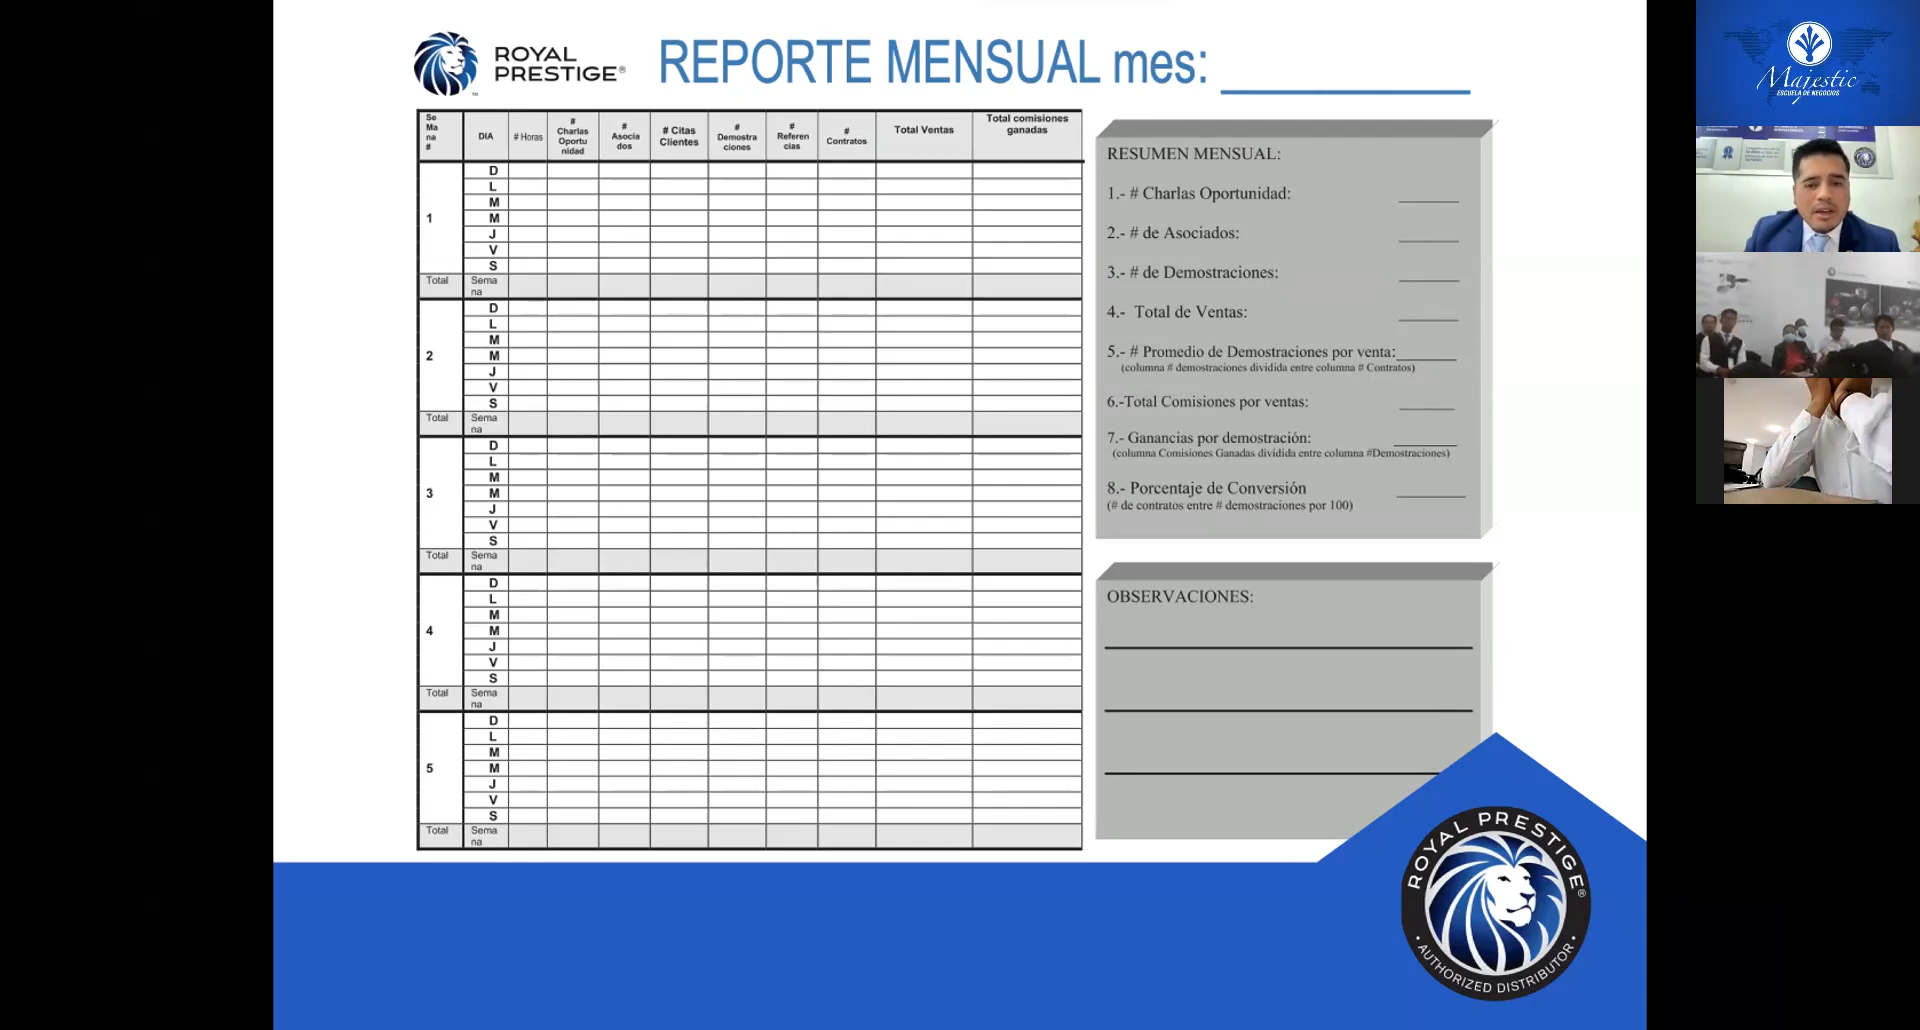 ROYAL
PRESTIGE®
REPORTE MENSUAL mes:
Se
Ma
na
#
DIA
# Horas
#
Charlas
Oportu
nidad
#
Asocia
dos
# Citas
Clientes
#
Demostra
ciones
#
Referen
cias
#
Contratos
Total Ventas
Total comisiones
ganadas
1
D
L
M
M
J
V
S
Total
Sema
na
2
D
L
M
M
J
V
S
Total
Sema
na
3
D
L
M
M
J
V
S
Total
Sema
na
4
D
L
M
M
J
V
S
Total
Sema
na
5
D
L
M
M
J
V
S
Total
Sema
na
RESUMEN MENSUAL:
1.- # Charlas Oportunidad:
2.- # de Asociados:
3.- # de Demostraciones:
4.- Total de Ventas:
5.- # Promedio de Demostraciones por venta:
(columna # demostraciones dividida entre columna # Contratos)
6.-Total Comisiones por ventas:
7.- Ganancias por demostración:
(columna Comisiones Ganadas dividida entre columna #Demostraciones)
8.- Porcentaje de Conversión
(# de contratos entre # demostraciones por 100)
OBSERVACIONES:
ROYAL PRESTIGE®
• AUTHORIZED DISTRIBUTOR •
Majestic
ESCUELA DE NEGOCIOS